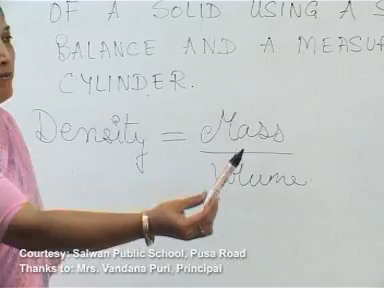 OF A SOLID USING A S
BALANCE AND A MEASU
CYLINDER.
Density = Mass
Volume
Courtesy: Salwan Public School, Pusa Road
Thanks to: Mrs. Vandana Puri, Principal